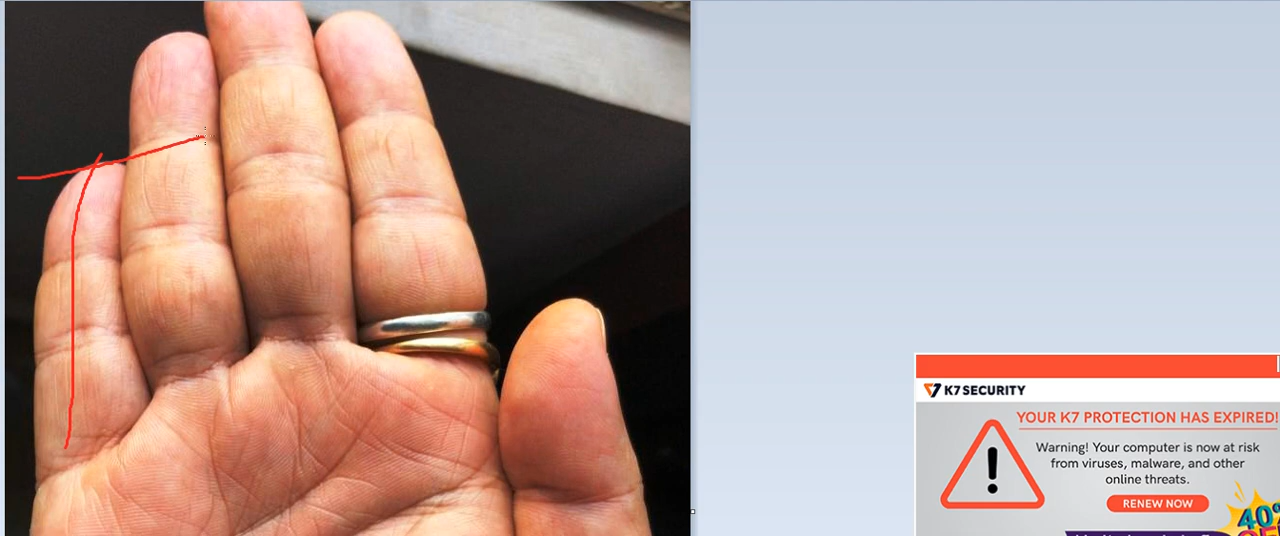 K7 SECURITY
YOUR K7 PROTECTION HAS EXPIRED!
Warning! Your computer is now at risk
from viruses, malware, and other
online threats.
RENEW NOW
40%